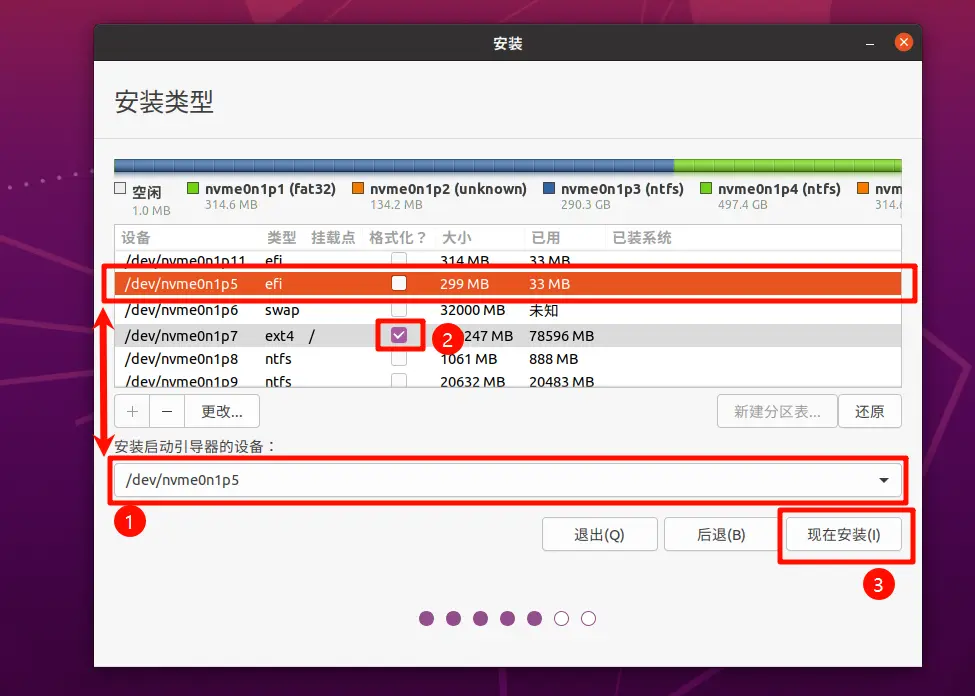 安装
安装类型
空闲 nvme0n1p1 (fat32) nvme0n1p2 (unknown) nvme0n1p3 (ntfs) nvme0n1p4 (ntfs) nvm
1.0 MB 314.6 MB 134.2 MB 290.3 GB 497.4 GB 314.
设备 类型 挂载点 格式化？ 大小 已用 已装系统
/dev/nvme0n1p11 efi 314 MB 33 MB
/dev/nvme0n1p5 efi 299 MB 33 MB
/dev/nvme0n1p6 swap 32000 MB 未知
/dev/nvme0n1p7 ext4 / 2 247 MB 78596 MB
/dev/nvme0n1p8 ntfs 1061 MB 888 MB
/dev/nvme0n1p9 ntfs 20632 MB 20483 MB
+ − 更改... 新建分区表... 还原
安装启动引导器的设备：
/dev/nvme0n1p5
1
退出(Q) 后退(B) 现在安装(I)
3